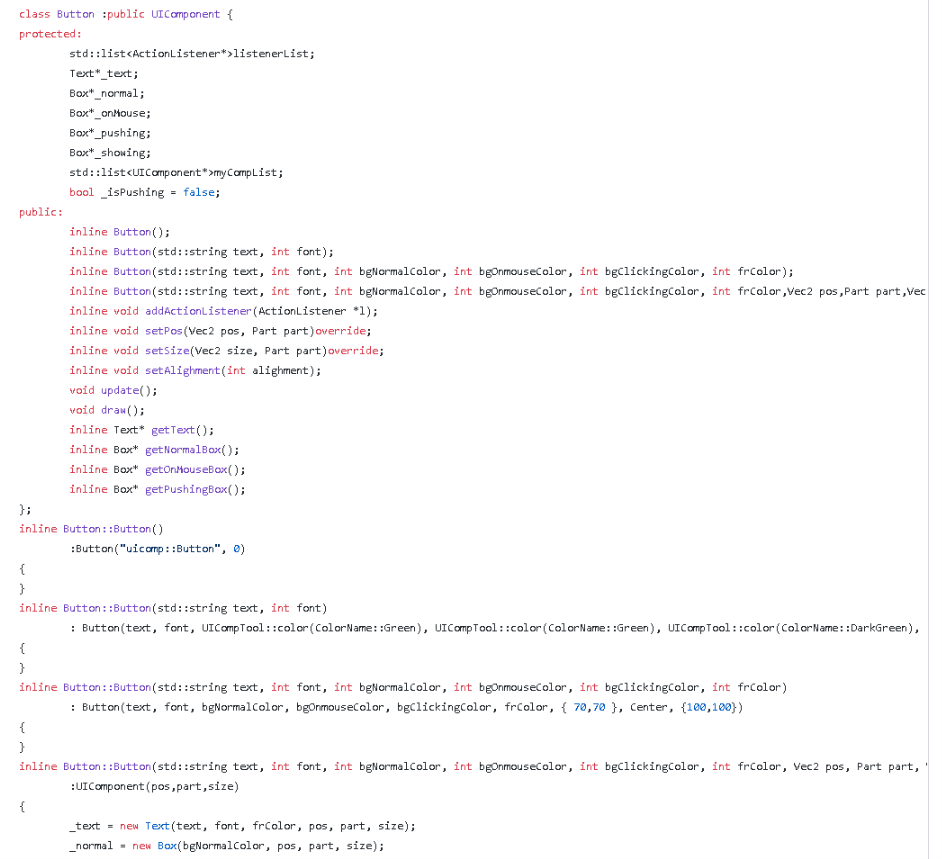 class Button :public UIComponent {
protected:
std::list<ActionListener*>listenerList;
Text*_text;
Box*_normal;
Box*_onMouse;
Box*_pushing;
Box*_showing;
std::list<UIComponent*>myCompList;
bool _isPushing = false;
public:
inline Button();
inline Button(std::string text, int font);
inline Button(std::string text, int font, int bgNormalColor, int bgOnmouseColor, int bgClickingColor, int frColor);
inline Button(std::string text, int font, int bgNormalColor, int bgOnmouseColor, int bgClickingColor, int frColor,Vec2 pos,Part part,Vec
inline void addActionListener(ActionListener *l);
inline void setPos(Vec2 pos, Part part)override;
inline void setSize(Vec2 size, Part part)override;
inline void setAlighment(int alighment);
void update();
void draw();
inline Text* getText();
inline Box* getNormalBox();
inline Box* getOnMouseBox();
inline Box* getPushingBox();
};
inline Button::Button()
:Button("uicomp::Button", 0)
{
}
inline Button::Button(std::string text, int font)
: Button(text, font, UICompTool::color(ColorName::Green), UICompTool::color(ColorName::Green), UICompTool::color(ColorName::DarkGreen),
{
}
inline Button::Button(std::string text, int font, int bgNormalColor, int bgOnmouseColor, int bgClickingColor, int frColor)
: Button(text, font, bgNormalColor, bgOnmouseColor, bgClickingColor, frColor, { 70,70 }, Center, {100,100})
{
}
inline Button::Button(std::string text, int font, int bgNormalColor, int bgOnmouseColor, int bgClickingColor, int frColor, Vec2 pos, Part part,
:UIComponent(pos,part,size)
{
_text = new Text(text, font, frColor, pos, part, size);
_normal = new Box(bgNormalColor, pos, part, size);